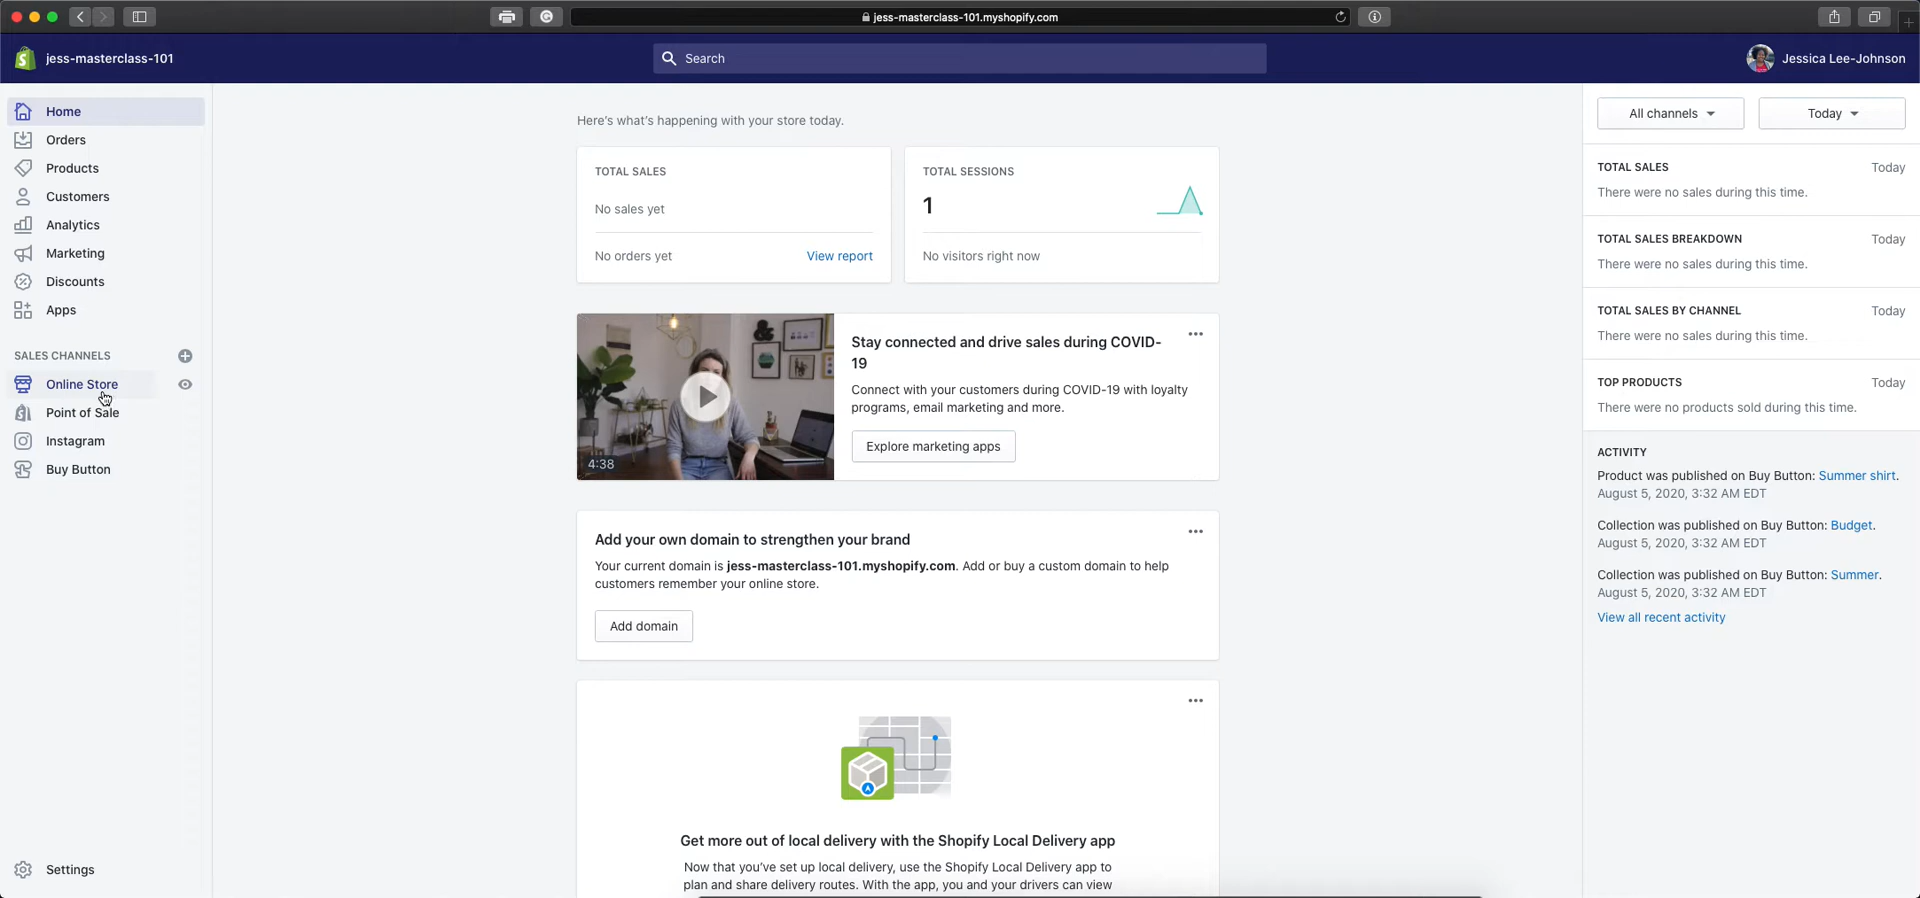 jess-masterclass-101.myshopify.com
jess-masterclass-101
Search
Jessica Lee-Johnson
Home
Orders
Products
Customers
Analytics
Marketing
Discounts
Apps
SALES CHANNELS
Online Store
Point of Sale
Instagram
Buy Button
Settings
Here's what's happening with your store today.
TOTAL SALES
No sales yet
No orders yet
View report
TOTAL SESSIONS
1
No visitors right now
4:38
Stay connected and drive sales during COVID-
19
Connect with your customers during COVID-19 with loyalty
programs, email marketing and more.
Explore marketing apps
Add your own domain to strengthen your brand
Your current domain is jess-masterclass-101.myshopify.com. Add or buy a custom domain to help
customers remember your online store.
Add domain
Get more out of local delivery with the Shopify Local Delivery app
Now that you've set up local delivery, use the Shopify Local Delivery app to
plan and share delivery routes. With the app, you and your drivers can view
All channels
Today
TOTAL SALES Today
There were no sales during this time.
TOTAL SALES BREAKDOWN Today
There were no sales during this time.
TOTAL SALES BY CHANNEL Today
There were no sales during this time.
TOP PRODUCTS Today
There were no products sold during this time.
ACTIVITY
Product was published on Buy Button: Summer shirt.
August 5, 2020, 3:32 AM EDT
Collection was published on Buy Button: Budget.
August 5, 2020, 3:32 AM EDT
Collection was published on Buy Button: Summer.
August 5, 2020, 3:32 AM EDT
View all recent activity